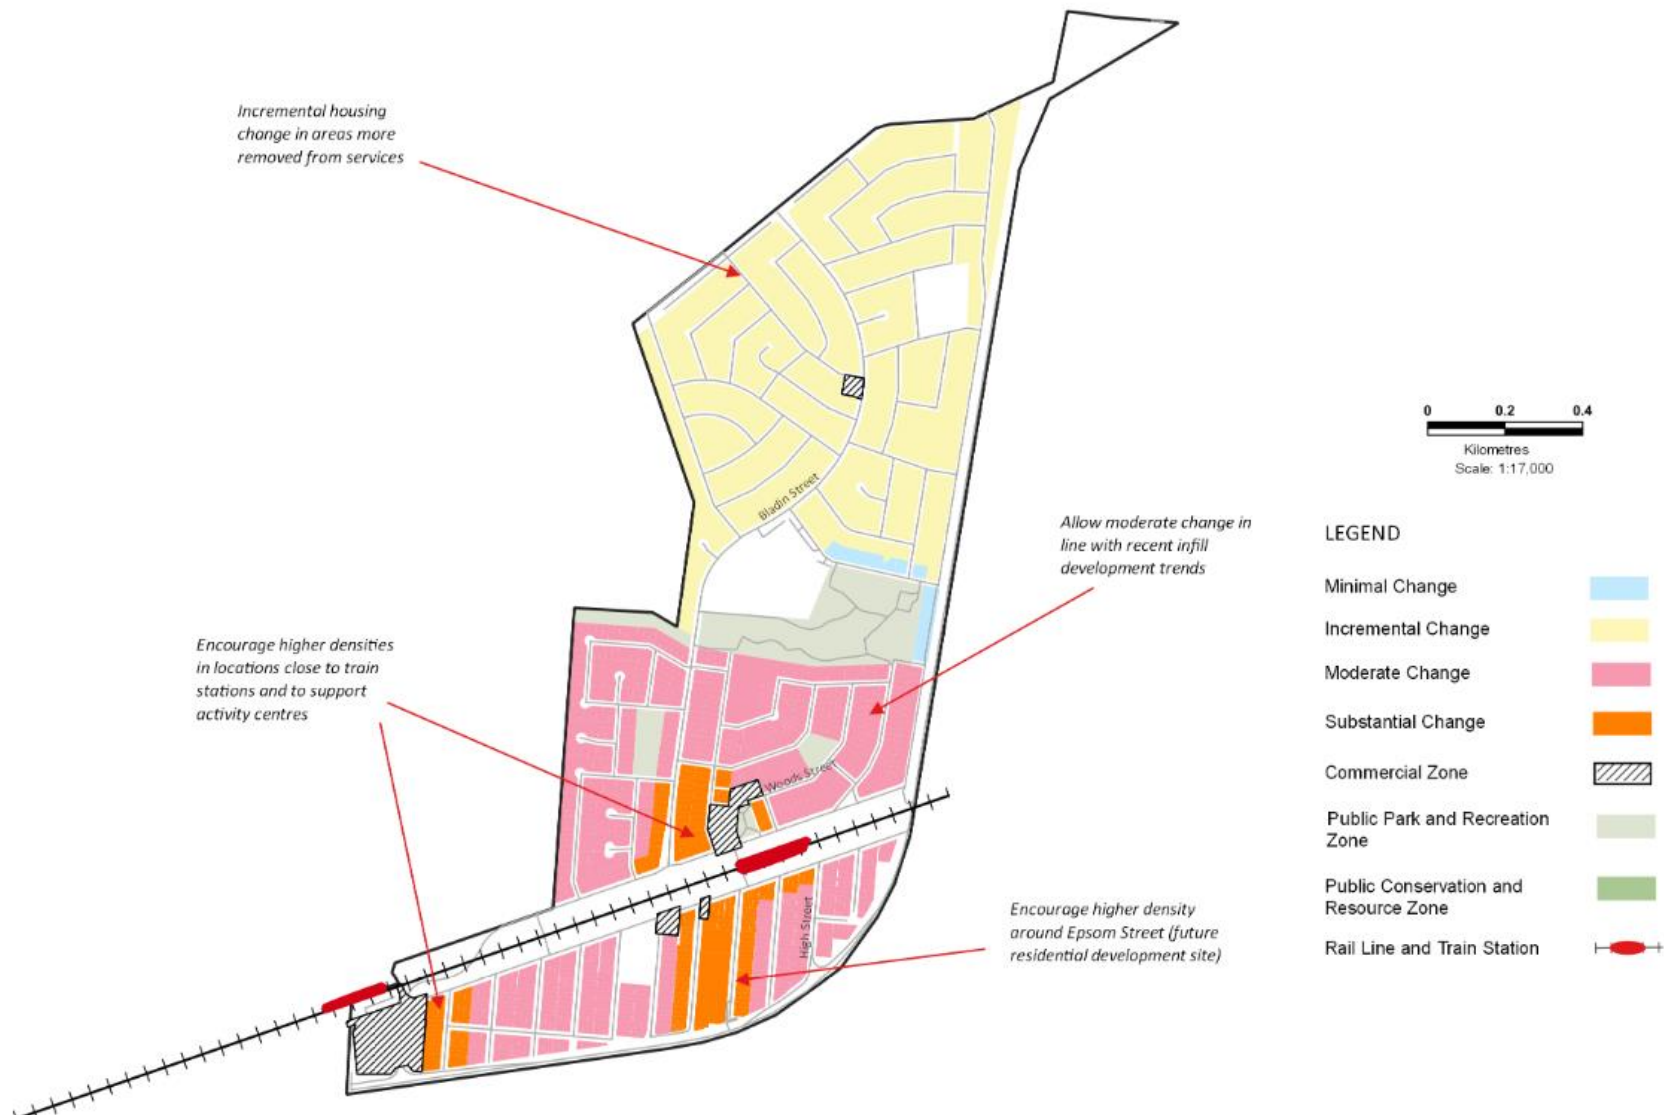 Incremental housing
change in areas more
removed from services
Bladin Street
0 0.2 0.4
Kilometres
Scale: 1:17,000
Allow moderate change in
line with recent infill
development trends
LEGEND
Minimal Change
Incremental Change
Moderate Change
Substantial Change
Commercial Zone
Public Park and Recreation
Zone
Public Conservation and
Resource Zone
Rail Line and Train Station
Encourage higher densities
in locations close to train
stations and to support
activity centres
Woods Street
High Street
Encourage higher density
around Epsom Street (future
residential development site)